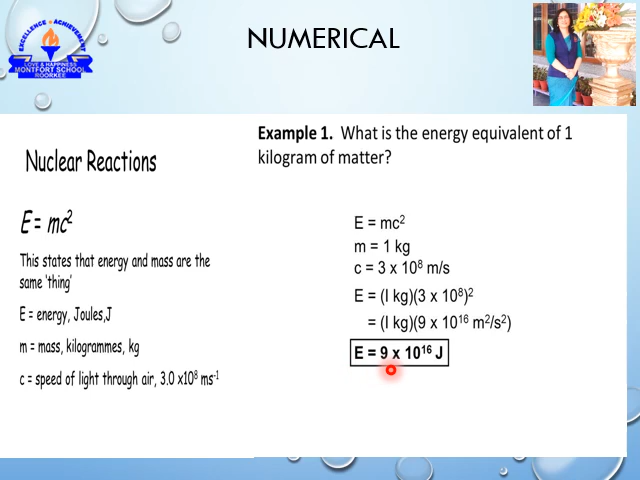 EXCELLENCE ★ ACHIEVEMENT
LOVE & HAPPINESS
MONTFORT SCHOOL
ROORKEE
NUMERICAL
Nuclear Reactions
E = mc²
This states that energy and mass are the
same 'thing'
E = energy, Joules,J
m = mass, kilogrammes, kg
c = speed of light through air, 3.0 x10⁸ ms⁻¹
Example 1. What is the energy equivalent of 1
kilogram of matter?
E = mc²
m = 1 kg
c = 3 x 10⁸ m/s
E = (I kg)(3 x 10⁸)²
= (I kg)(9 x 10¹⁶ m²/s²)
E = 9 x 10¹⁶ J